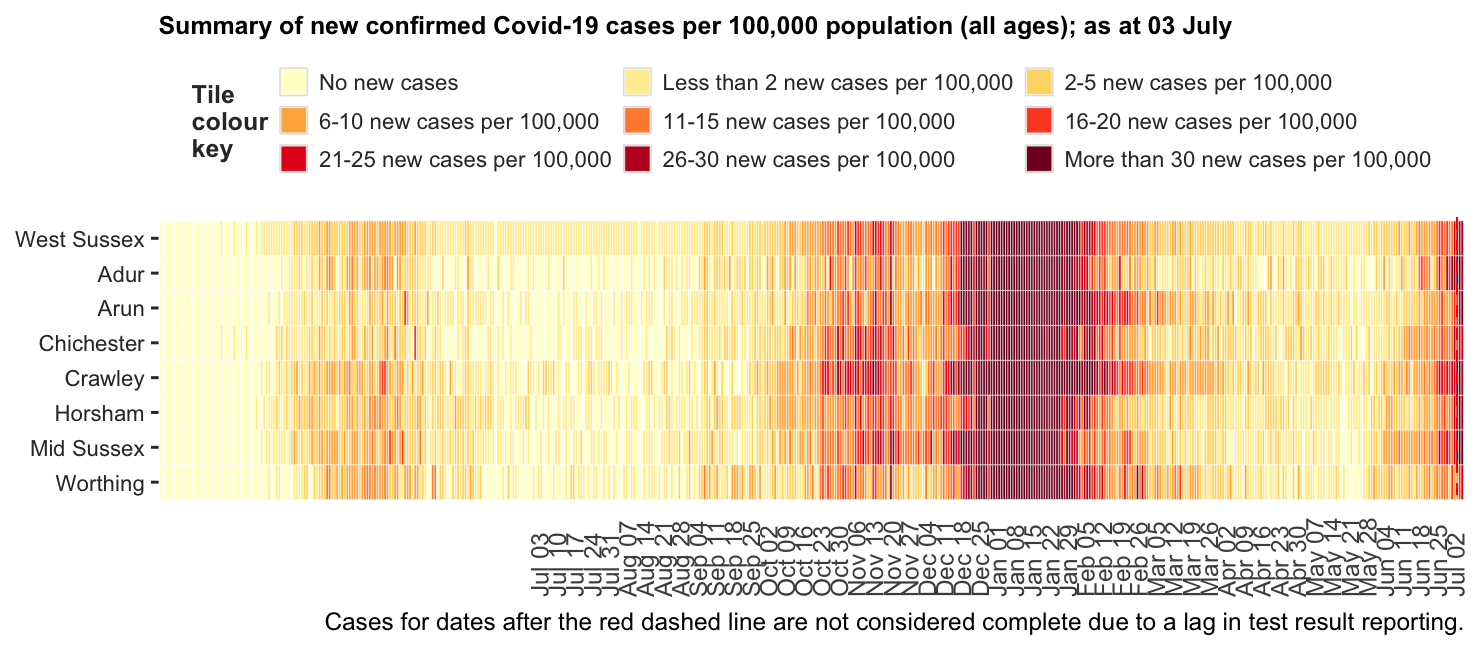 Summary of new confirmed Covid-19 cases per 100,000 population (all ages); as at 03 July
Tile colour key
No new cases
Less than 2 new cases per 100,000
2-5 new cases per 100,000
6-10 new cases per 100,000
11-15 new cases per 100,000
16-20 new cases per 100,000
21-25 new cases per 100,000
26-30 new cases per 100,000
More than 30 new cases per 100,000
West Sussex
Adur
Arun
Chichester
Crawley
Horsham
Mid Sussex
Worthing
Jul 03
Jul 10
Jul 17
Jul 24
Jul 31
Aug 07
Aug 14
Aug 21
Aug 28
Sep 04
Sep 11
Sep 18
Sep 25
Oct 02
Oct 09
Oct 16
Oct 23
Oct 30
Nov 06
Nov 13
Nov 20
Nov 27
Dec 04
Dec 11
Dec 18
Dec 25
Jan 01
Jan 08
Jan 15
Jan 22
Jan 29
Feb 05
Feb 12
Feb 19
Feb 26
Mar 05
Mar 12
Mar 19
Mar 26
Apr 02
Apr 09
Apr 16
Apr 23
Apr 30
May 07
May 14
May 21
May 28
Jun 04
Jun 11
Jun 18
Jun 25
Jul 02
Cases for dates after the red dashed line are not considered complete due to a lag in test result reporting.